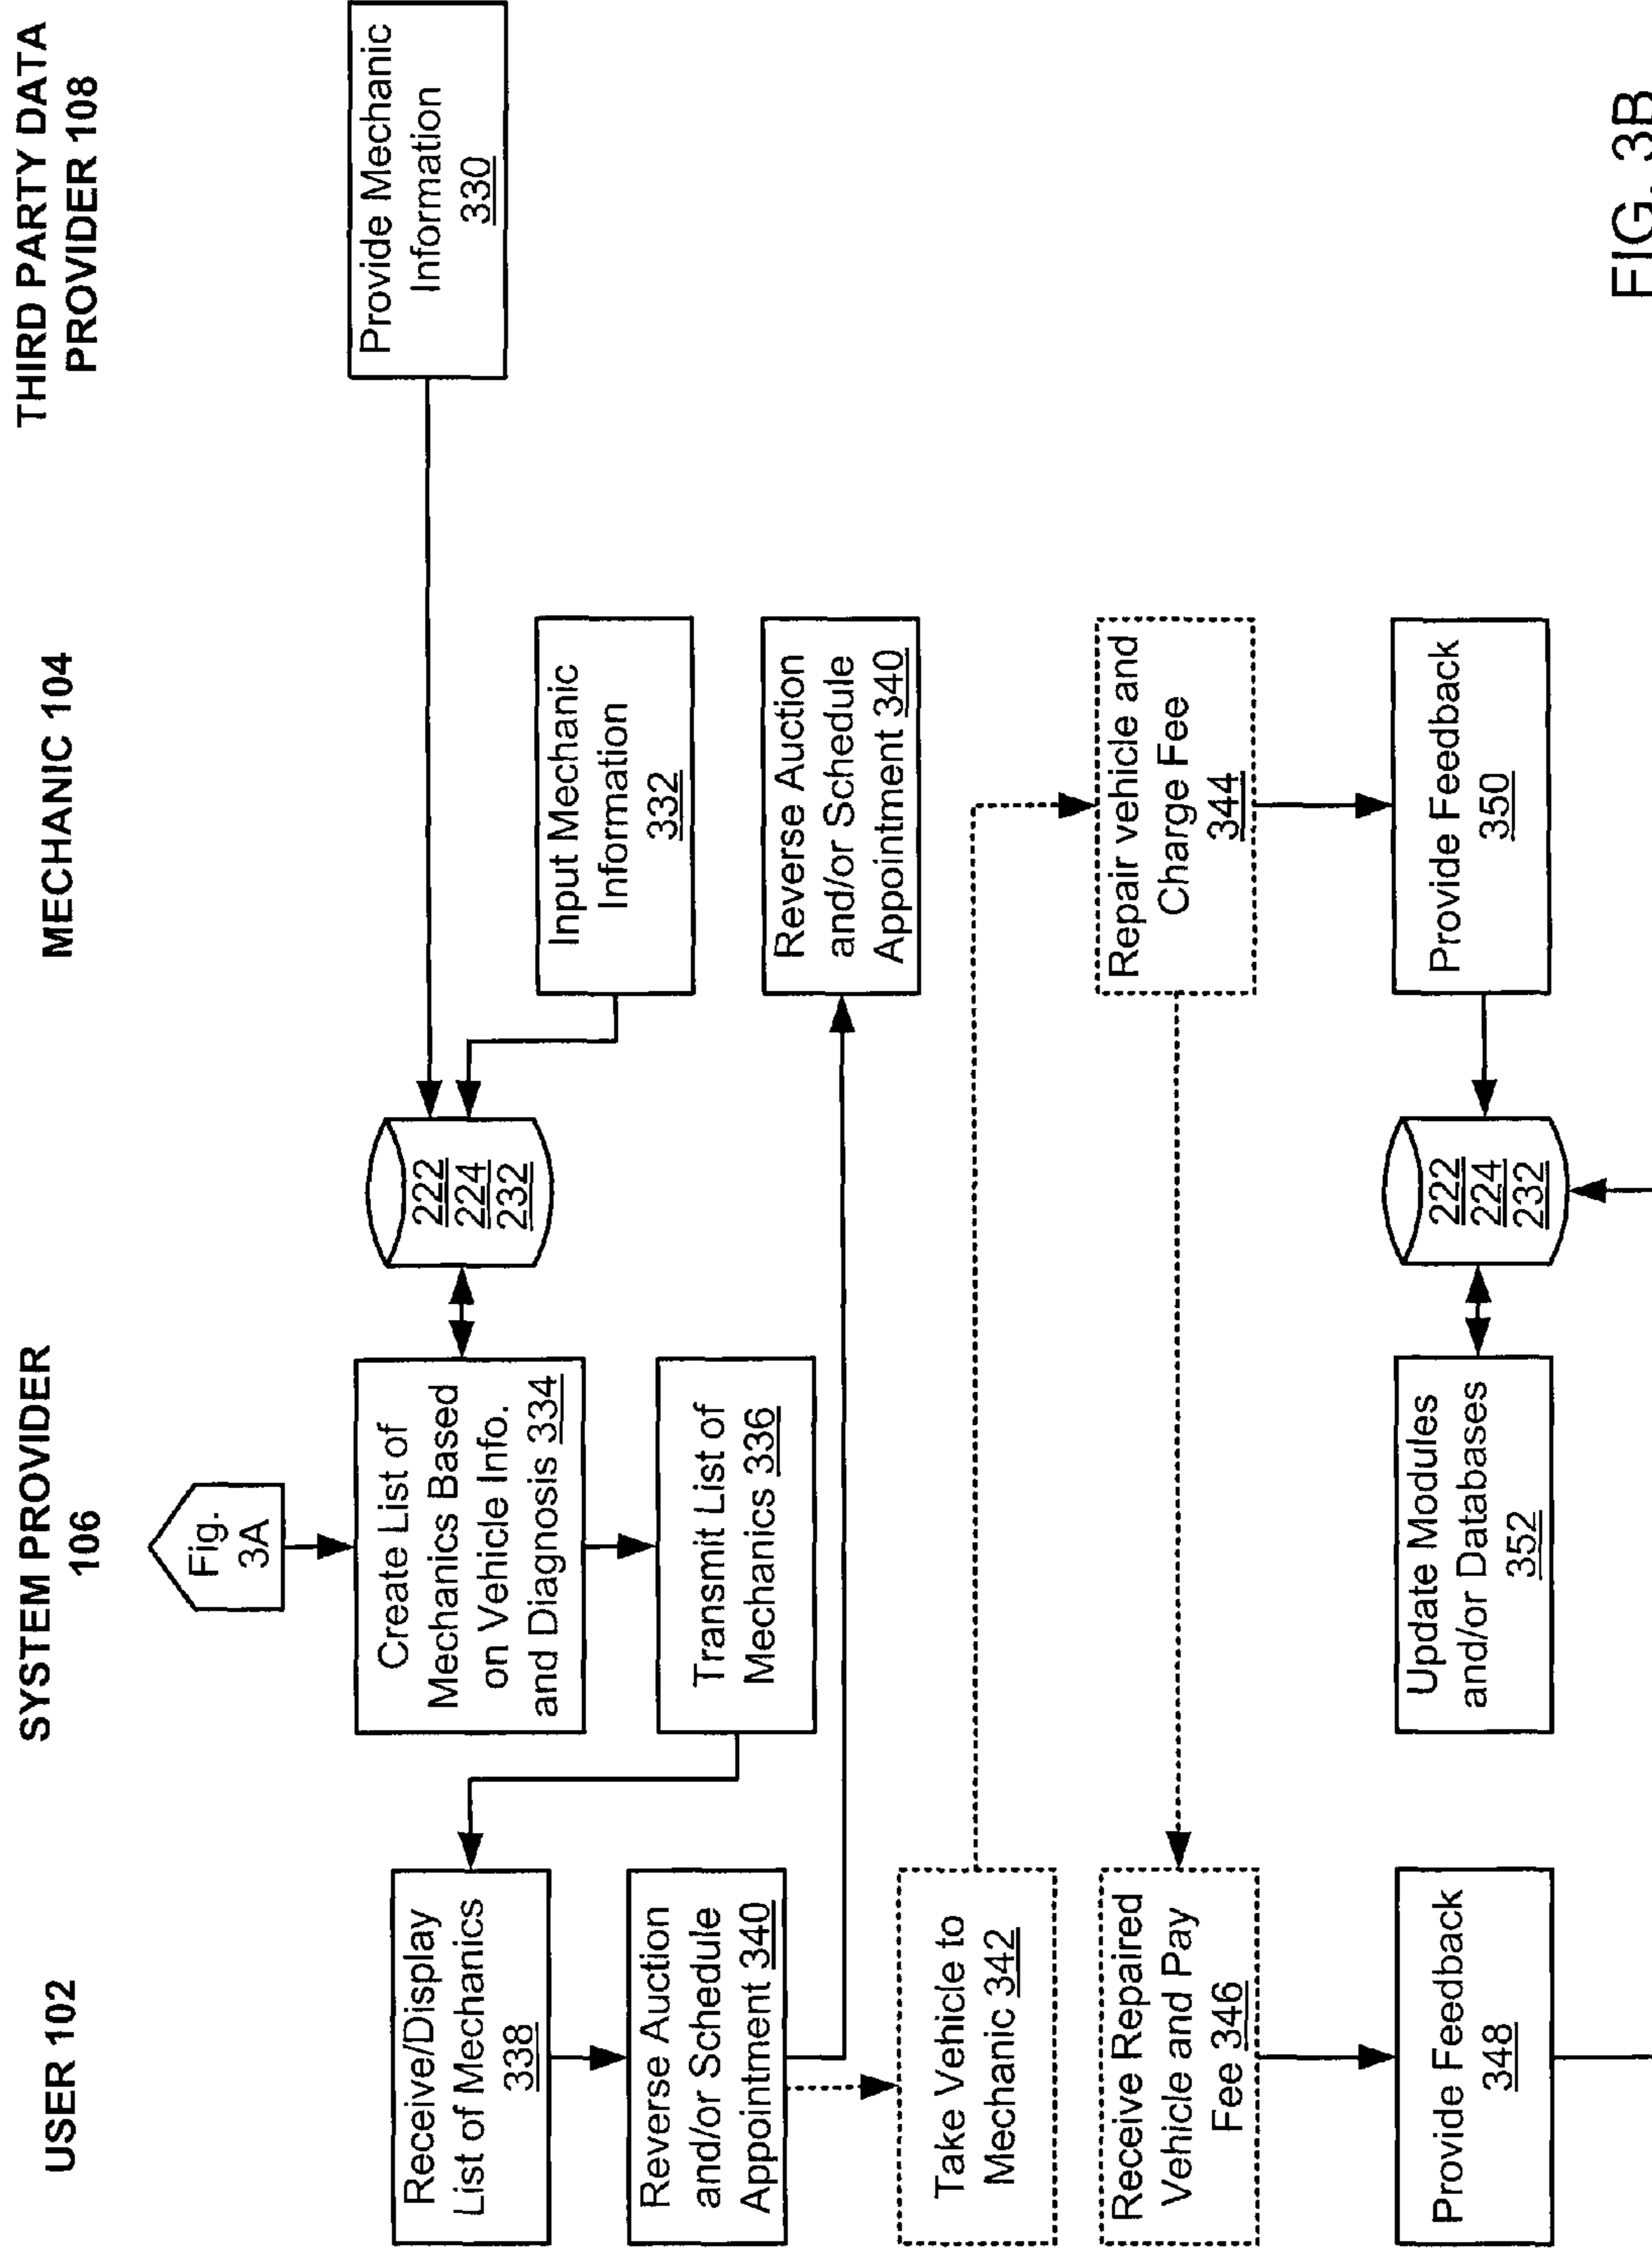 USER 102
SYSTEM PROVIDER
106
MECHANIC 104
THIRD PARTY DATA
PROVIDER 108
Fig.
3A
Provide Mechanic
Information
330
Create List of
Mechanics Based
on Vehicle Info.
and Diagnosis 334
222
224
232
Input Mechanic
Information
332
Receive/Display
List of Mechanics
338
Transmit List of
Mechanics 336
Reverse Auction
and/or Schedule
Appointment 340
Reverse Auction
and/or Schedule
Appointment 340
Take Vehicle to
Mechanic 342
Repair vehicle and
Charge Fee
344
Receive Repaired
Vehicle and Pay
Fee 346
Provide Feedback
348
Update Modules
and/or Databases
352
222
224
232
Provide Feedback
350
FIG. 3B